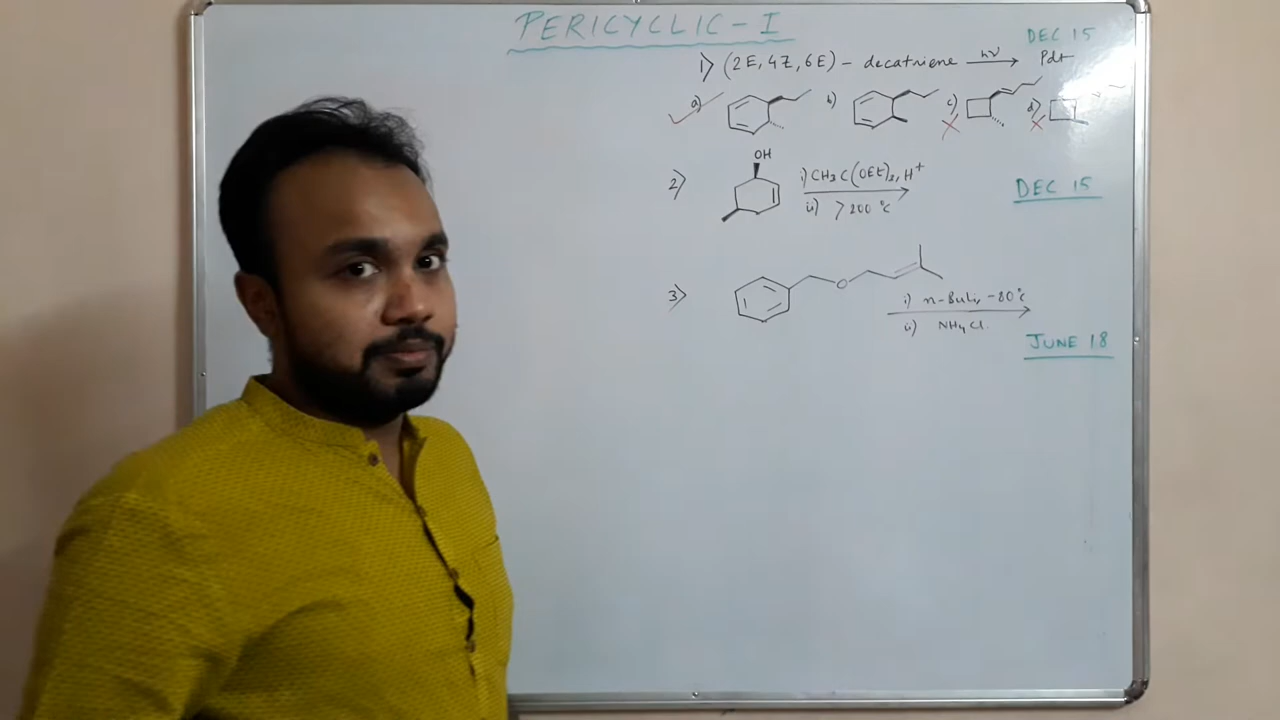 PERICYCLIC - I
DEC 15
1) (2E, 4Z, 6E) - decatriene hν Pdt
a) b) c) d)
OH
2) i) CH3C(OEt)3, H+
ii) > 200 °C
DEC 15
3) O
i) n-BuLi, -80°C
ii) NH4Cl.
JUNE 18